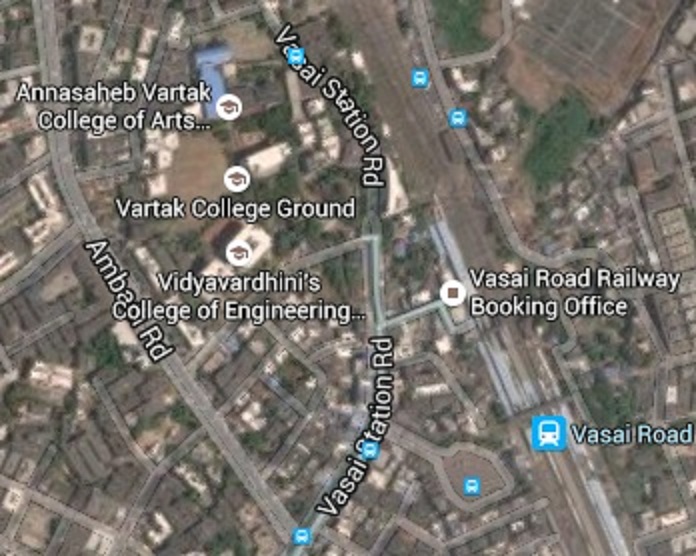 Vasai Station Rd
Annasaheb Vartak
College of Arts...
Vartak College Ground
Ambadi Rd
Vidyavardhini's
College of Engineering...
Vasai Road Railway
Booking Office
Vasai Station Rd
Vasai Road